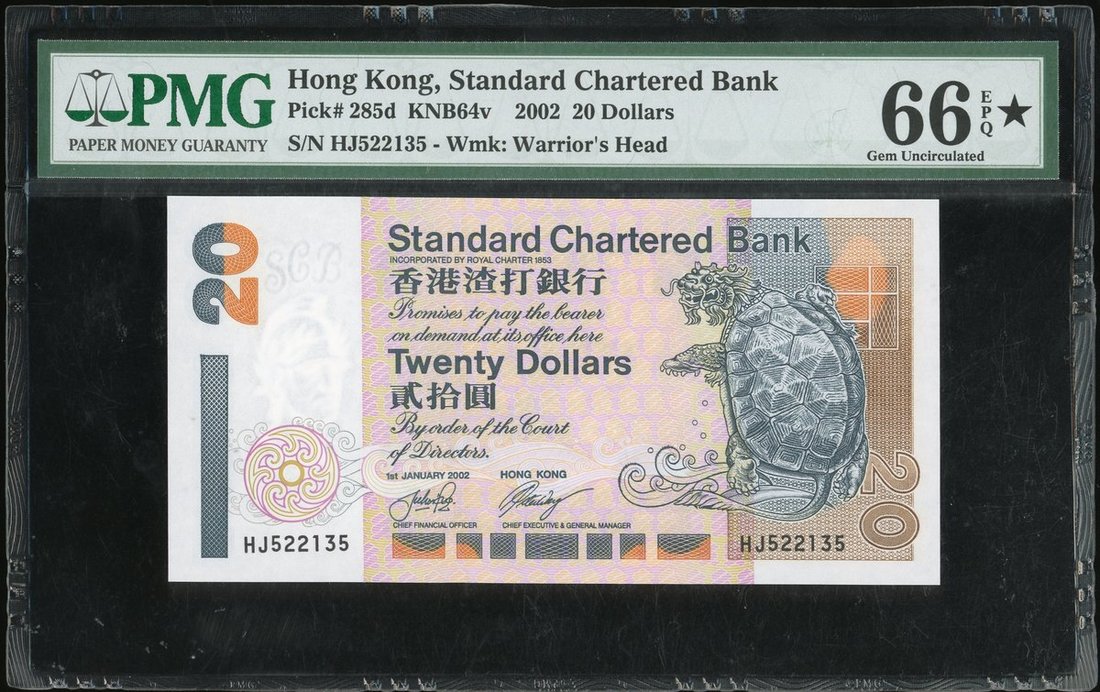 PMG
PAPER MONEY GUARANTY
Hong Kong, Standard Chartered Bank
Pick# 285d KNB64v 2002 20 Dollars
S/N HJ522135 - Wmk: Warrior's Head
66 EPQ ★
Gem Uncirculated
20
SCB
Standard Chartered Bank
INCORPORATED BY ROYAL CHARTER 1853
香港渣打銀行
Promises to pay the bearer
on demand at its office here
Twenty Dollars
貳拾圓
By order of the Court
of Directors.
1st JANUARY 2002 HONG KONG
CHIEF FINANCIAL OFFICER CHIEF EXECUTIVE & GENERAL MANAGER
HJ522135
HJ522135
20